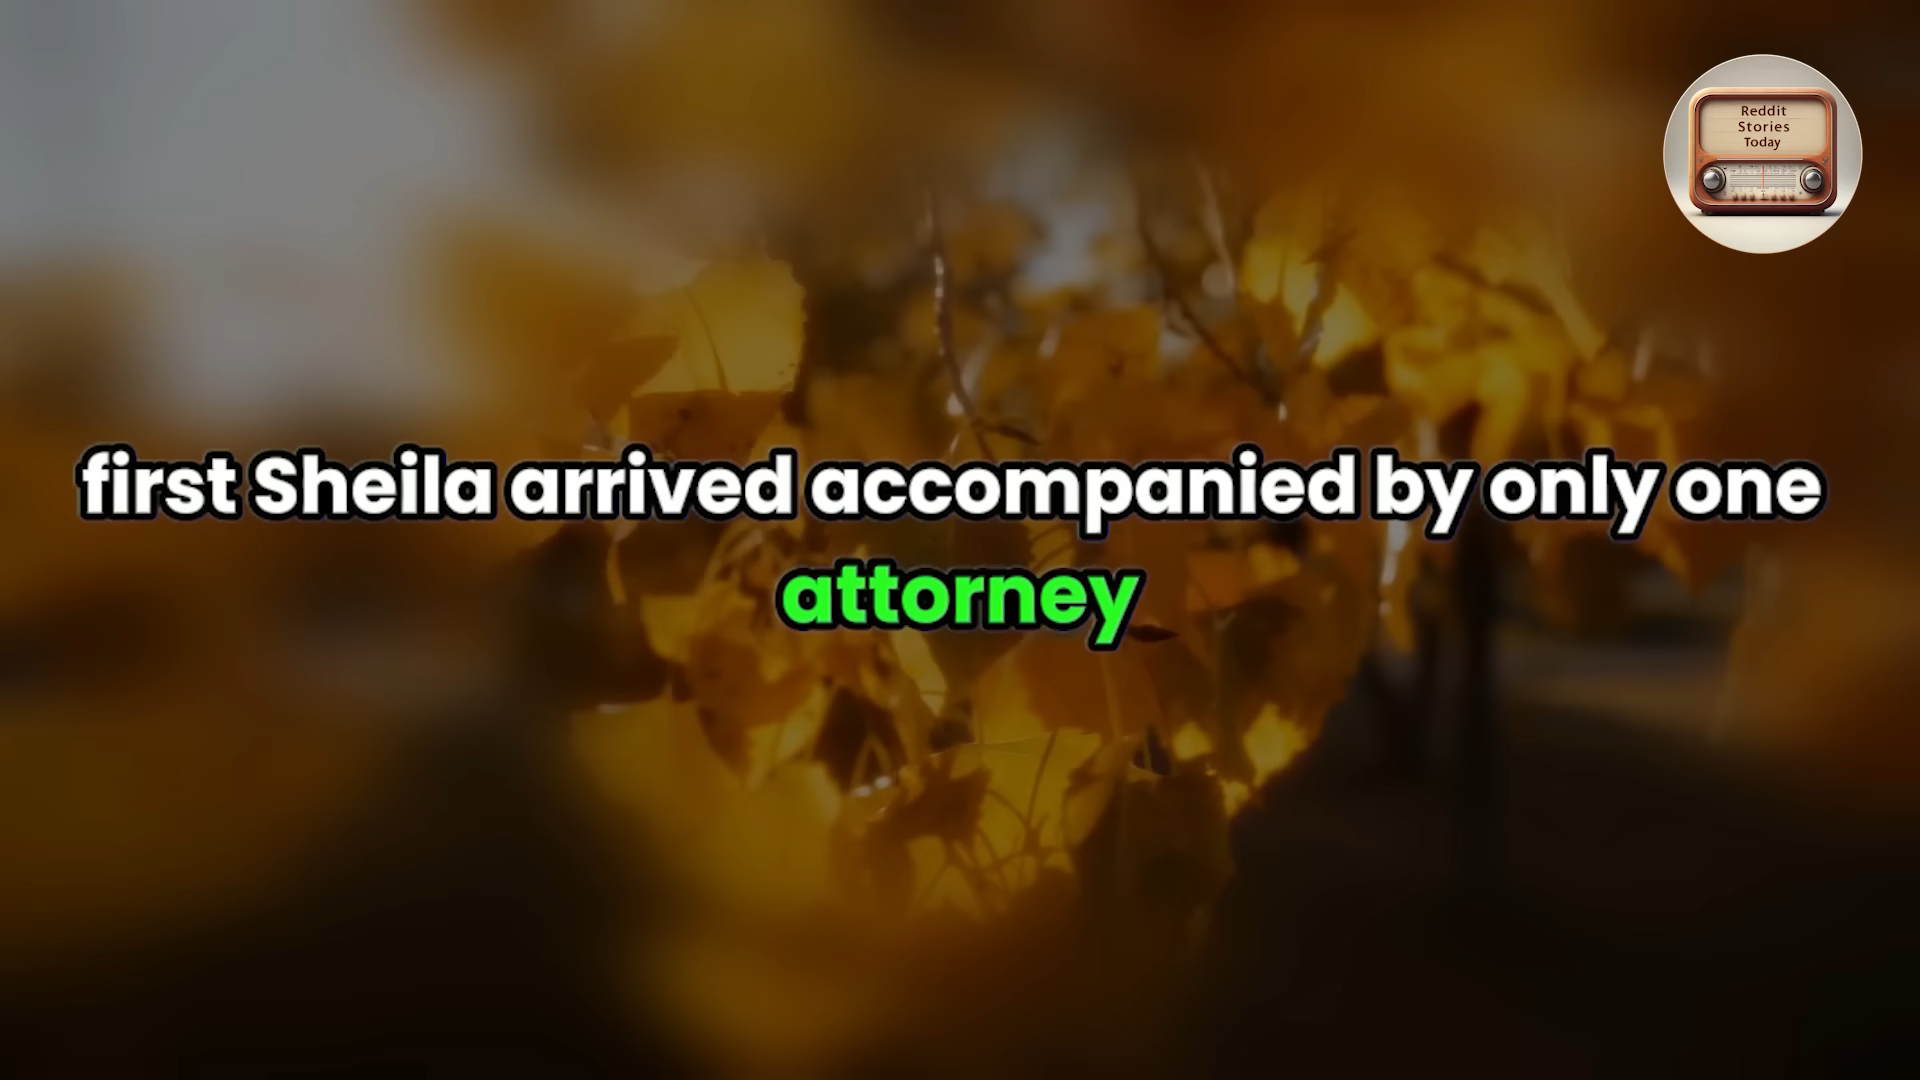 Reddit
Stories
Today
first Sheila arrived accompanied by only one
attorney